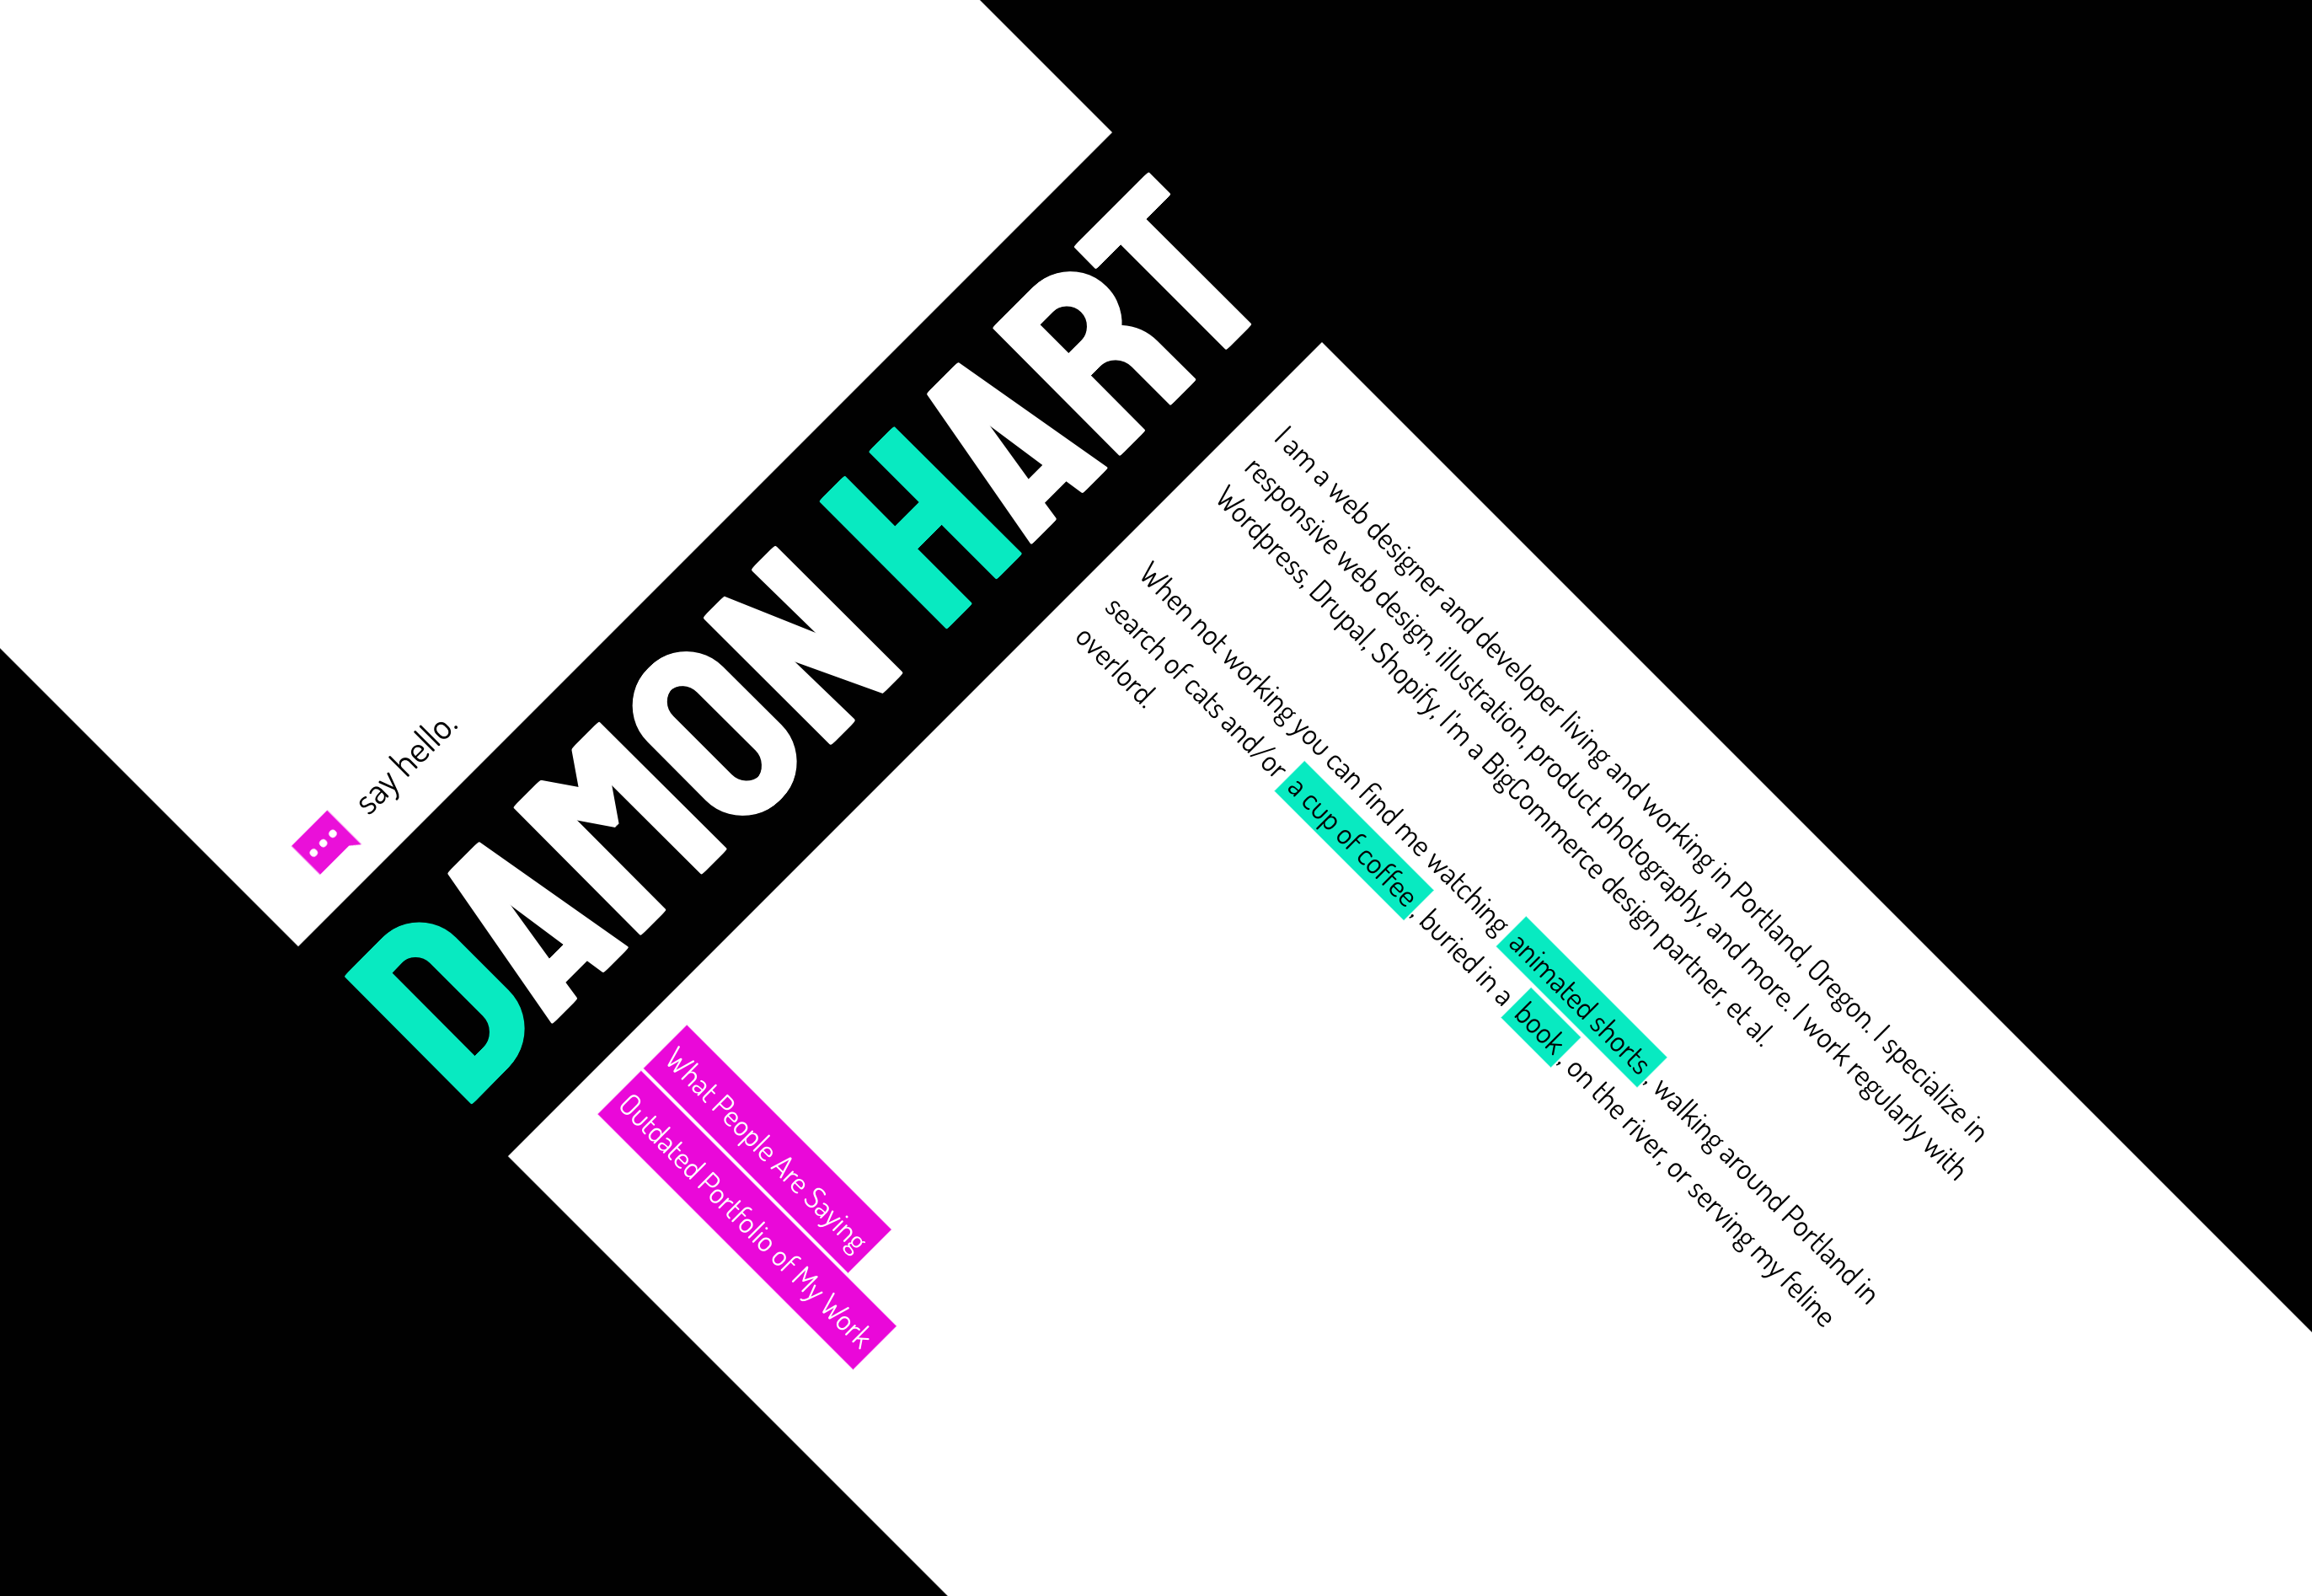 say hello.
DAMON HART
I am a web designer and developer living and working in Portland, Oregon. I specialize in
responsive web design, illustration, product photography, and more. I work regularly with
Wordpress, Drupal, Shopify, I'm a BigCommerce design partner, et al.
When not working you can find me watching animated shorts, walking around Portland in
search of cats and/or a cup of coffee, buried in a book, on the river, or serving my feline
overlord.
What People Are Saying
Outdated Portfolio of My Work